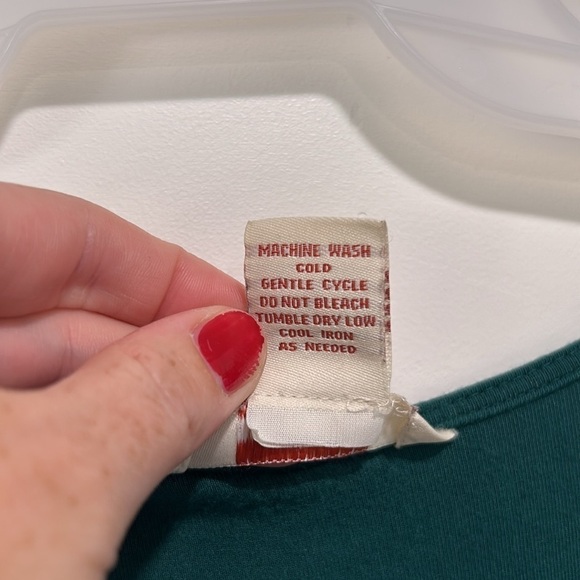 MACHINE WASH
COLD
GENTLE CYCLE
DO NOT BLEACH
TUMBLE DRY LOW
COOL IRON
AS NEEDED